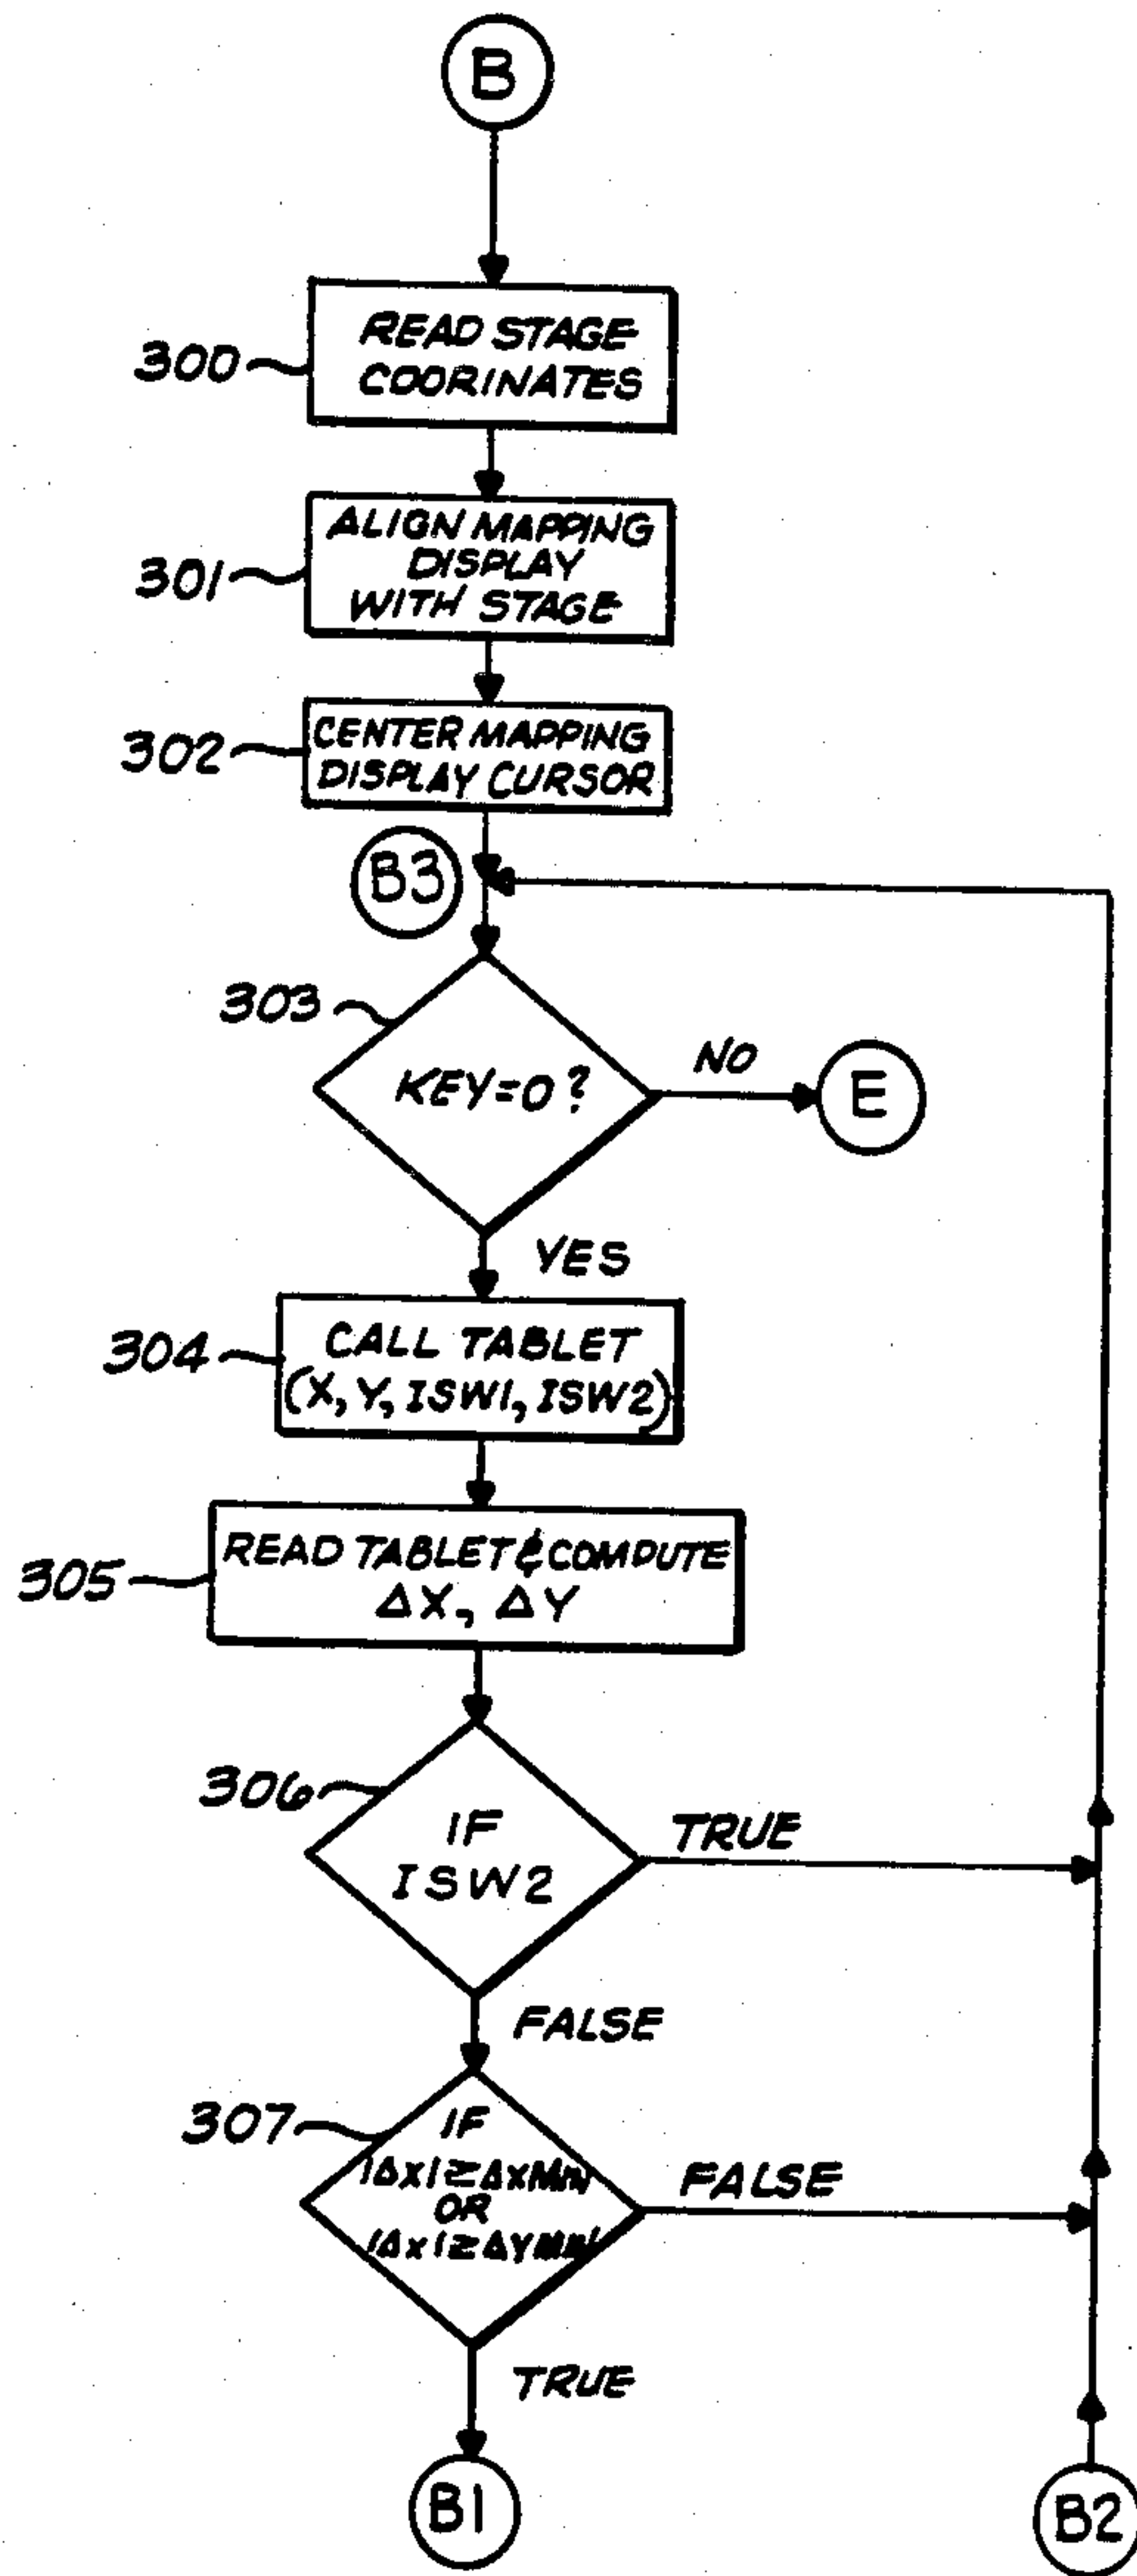 B
300
READ STAGE
COORINATES
301
ALIGN MAPPING
DISPLAY
WITH STAGE
302
CENTER MAPPING
DISPLAY CURSOR
B3
303
KEY=0?
NO
E
YES
304
CALL TABLET
(X, Y, ISW1, ISW2)
305
READ TABLET & COMPUTE
ΔX, ΔY
306
IF
ISW2
TRUE
FALSE
307
IF
|ΔX|≥ΔXMin
OR
|ΔX|≥ΔYMin
FALSE
TRUE
B1
B2